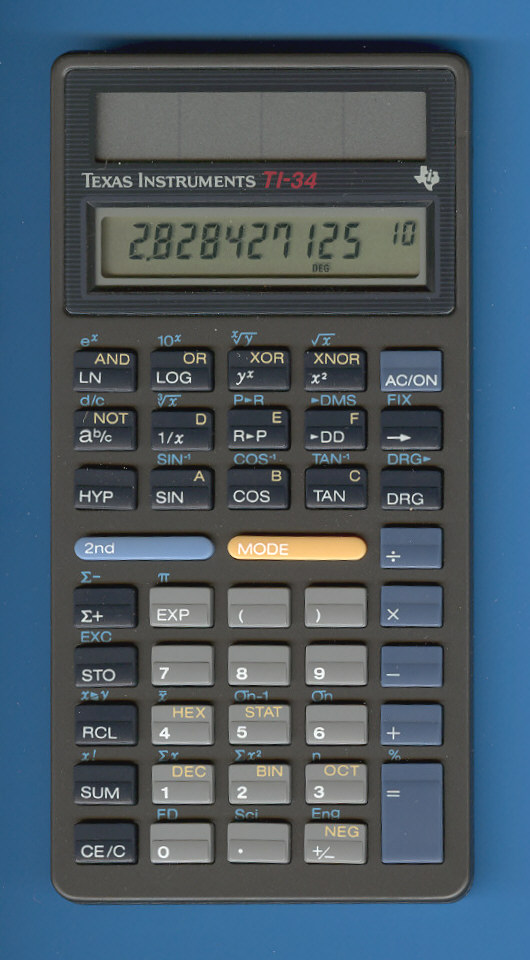 TEXAS INSTRUMENTS TI-34
2.828427125 10
DEG
eˣ 10ˣ ˣ√y √x
AND OR XOR XNOR
LN LOG yˣ x² AC/ON
d/c ³√x P►R ►DMS FIX
NOT D E F
ab/c 1/x R►P ►DD →
SIN⁻¹ COS⁻¹ TAN⁻¹ DRG►
A B C
HYP SIN COS TAN DRG
2nd MODE ÷
Σ− π
Σ+ EXP ( ) ×
EXC
STO 7 8 9 −
x⇆y x̄ σn-1 σn
HEX STAT
RCL 4 5 6 +
x! Σx Σx² n %
DEC BIN OCT
SUM 1 2 3 =
FD Sci Eng
NEG
CE/C 0 . +/−